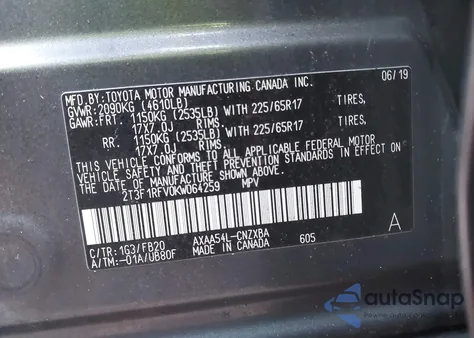 MFD.BY:TOYOTA MOTOR MANUFACTURING CANADA INC. 06/19
GVWR:2090KG (4610LB)
GAWR:FRT 1150KG (2535LB) WITH 225/65R17 TIRES,
17X7.0J RIMS.
RR. 1150KG (2535LB) WITH 225/65R17 TIRES,
17X7.0J RIMS.
THIS VEHICLE CONFORMS TO ALL APPLICABLE FEDERAL MOTOR
VEHICLE SAFETY AND THEFT PREVENTION STANDARDS IN EFFECT ON THE DATE OF
MANUFACTURE SHOWN ABOVE.
2T3F1RFV0KW064259 MPV
C/TR:1G3/FB20 AXAA54L-CNZXBA A
A/TM:-01A/UB80F MADE IN CANADA 605
autoSnap